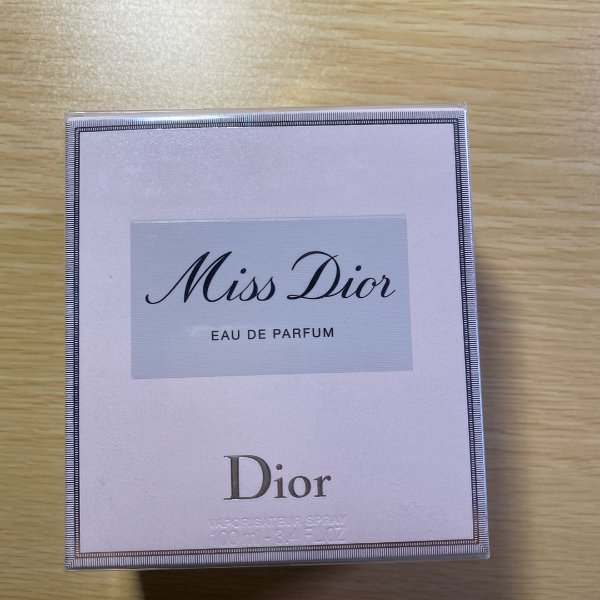 Miss Dior
EAU DE PARFUM
Dior
VAPORISATEUR SPRAY
100 ml - 3.4 FL.OZ